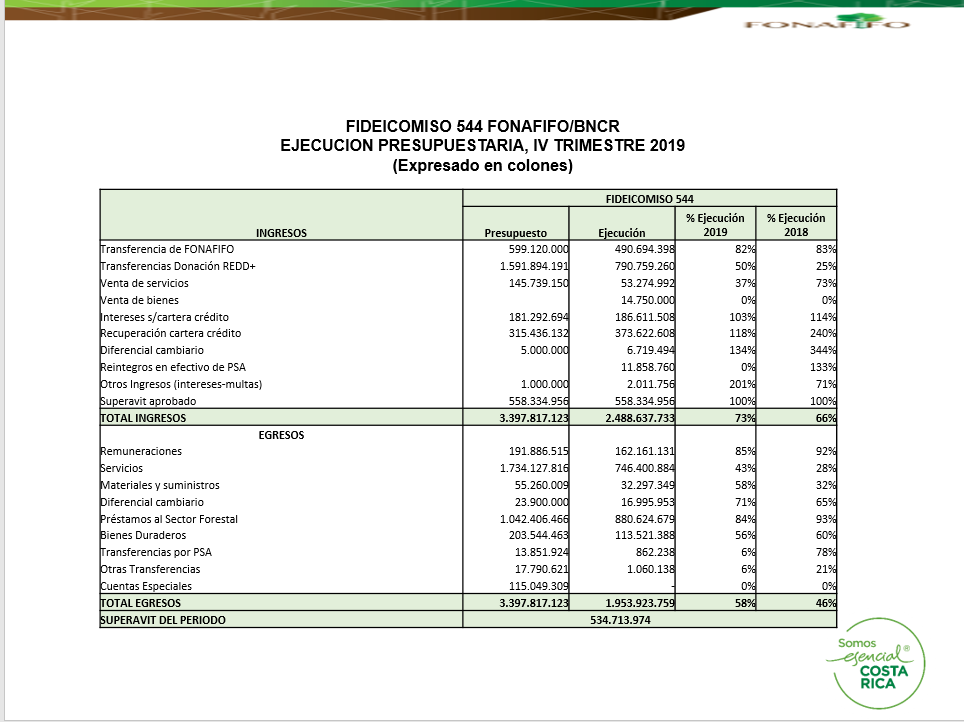 FONAFIFO
FIDEICOMISO 544 FONAFIFO/BNCR
EJECUCION PRESUPUESTARIA, IV TRIMESTRE 2019
(Expresado en colones)
INGRESOS FIDEICOMISO 544
Presupuesto Ejecución % Ejecución 2019 % Ejecución 2018
Transferencia de FONAFIFO 599.120.000 490.694.398 82% 83%
Transferencias Donación REDD+ 1.591.894.191 790.759.260 50% 25%
Venta de servicios 145.739.150 53.274.992 37% 73%
Venta de bienes 14.750.000 0% 0%
Intereses s/cartera crédito 181.292.694 186.611.508 103% 114%
Recuperación cartera crédito 315.436.132 373.622.608 118% 240%
Diferencial cambiario 5.000.000 6.719.494 134% 344%
Reintegros en efectivo de PSA 11.858.760 0% 133%
Otros Ingresos (intereses-multas) 1.000.000 2.011.756 201% 71%
Superavit aprobado 558.334.956 558.334.956 100% 100%
TOTAL INGRESOS 3.397.817.123 2.488.637.733 73% 66%
EGRESOS
Remuneraciones 191.886.515 162.161.131 85% 92%
Servicios 1.734.127.816 746.400.884 43% 28%
Materiales y suministros 55.260.009 32.297.349 58% 32%
Diferencial cambiario 23.900.000 16.995.953 71% 65%
Préstamos al Sector Forestal 1.042.406.466 880.624.679 84% 93%
Bienes Duraderos 203.544.463 113.521.388 56% 60%
Transferencias por PSA 13.851.924 862.238 6% 78%
Otras Transferencias 17.790.621 1.060.138 6% 21%
Cuentas Especiales 115.049.309 - 0% 0%
TOTAL EGRESOS 3.397.817.123 1.953.923.759 58% 46%
SUPERAVIT DEL PERIODO 534.713.974
Somos
esencial®
COSTA
RICA